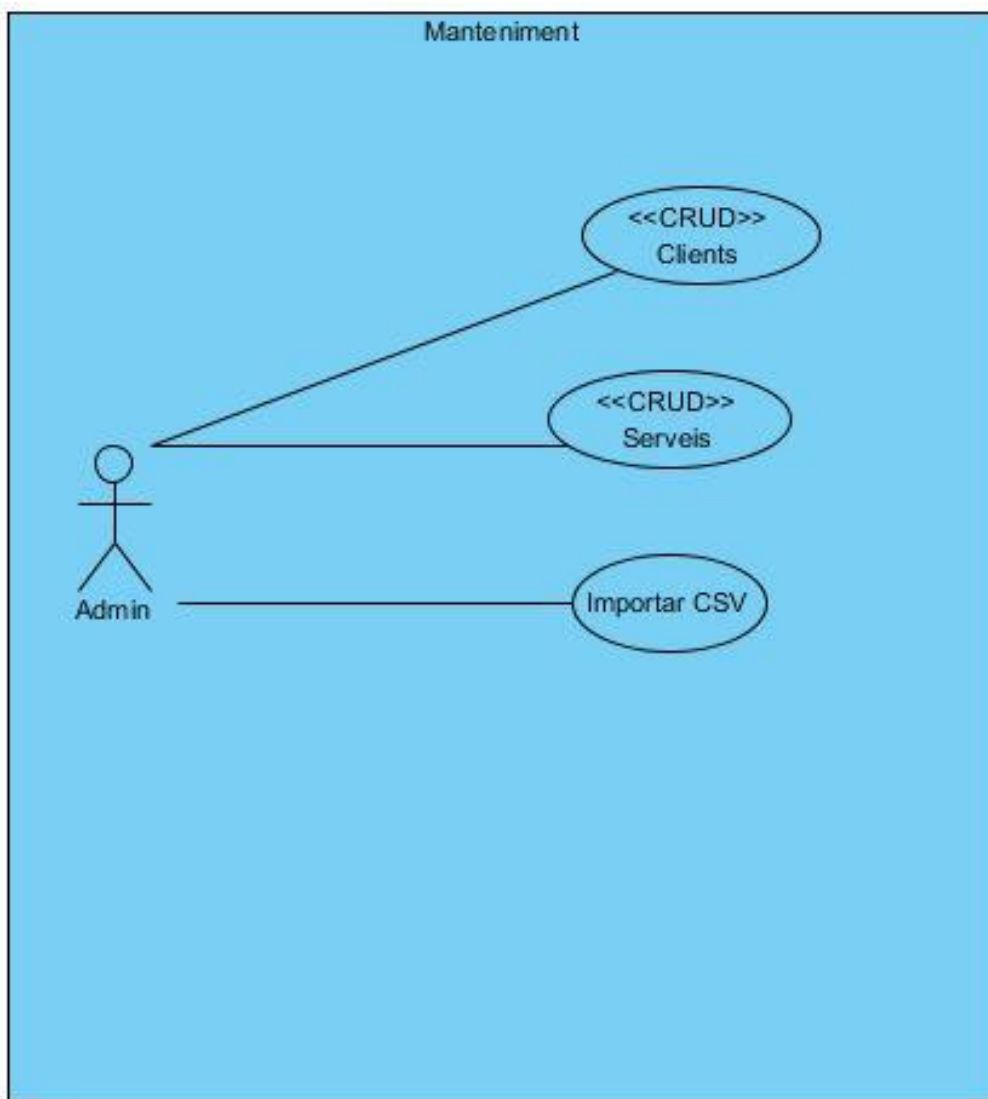 Manteniment
<<CRUD>>
Clients
<<CRUD>>
Serveis
Importar CSV
Admin